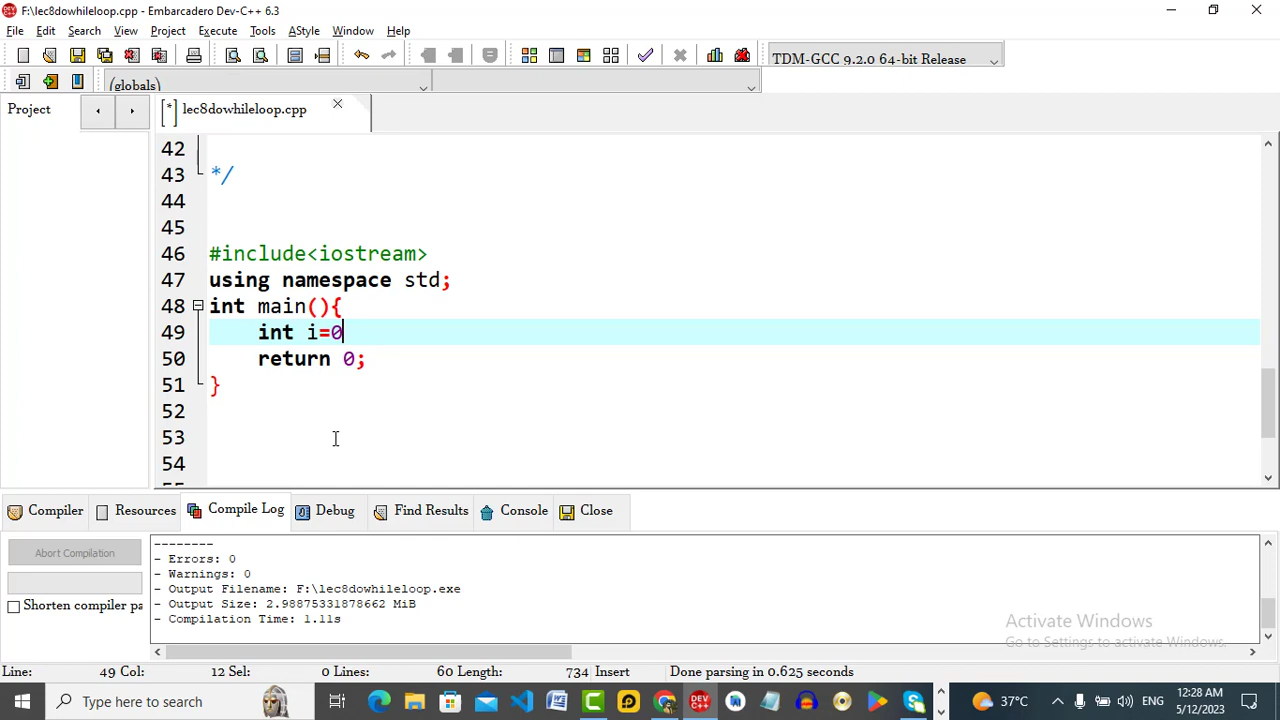 F:\lec8dowhileloop.cpp - Embarcadero Dev-C++ 6.3
File Edit Search View Project Execute Tools AStyle Window Help
TDM-GCC 9.2.0 64-bit Release
(globals)
Project
[*] lec8dowhileloop.cpp
42
43 */
44
45
46 #include<iostream>
47 using namespace std;
48 int main(){
49 int i=0
50 return 0;
51 }
52
53
54
55
Compiler Resources Compile Log Debug Find Results Console Close
Abort Compilation
Shorten compiler pa
--------
- Errors: 0
- Warnings: 0
- Output Filename: F:\lec8dowhileloop.exe
- Output Size: 2.98875331878662 MiB
- Compilation Time: 1.11s
Activate Windows
Go to Settings to activate Windows.
Line: 49 Col: 12 Sel: 0 Lines: 60 Length: 734 Insert Done parsing in 0.625 seconds
Type here to search
37°C
ENG
12:28 AM
5/12/2023